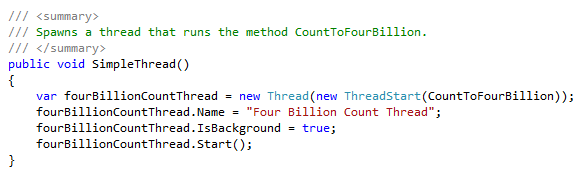 /// <summary>
/// Spawns a thread that runs the method CountToFourBillion.
/// </summary>
public void SimpleThread()
{
    var fourBillionCountThread = new Thread(new ThreadStart(CountToFourBillion));
    fourBillionCountThread.Name = "Four Billion Count Thread";
    fourBillionCountThread.IsBackground = true;
    fourBillionCountThread.Start();
}